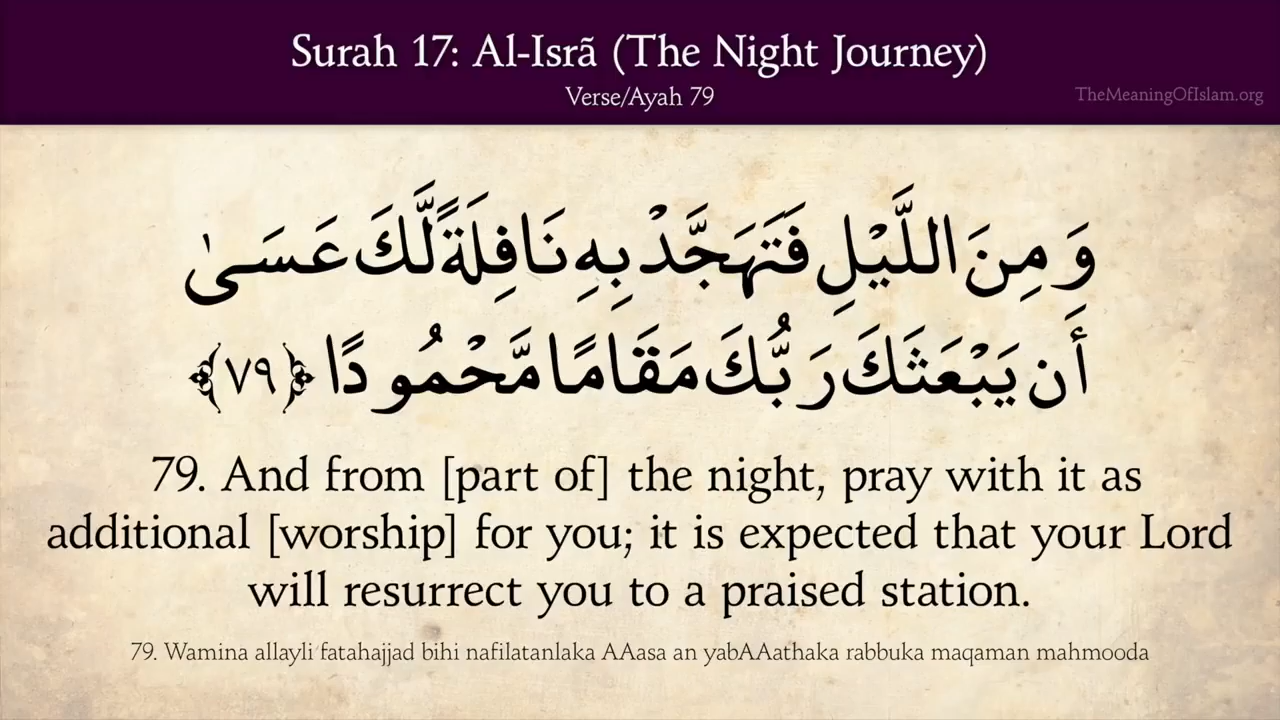 Surah 17: Al-Isrã (The Night Journey)
Verse/Ayah 79
TheMeaningOfIslam.org
وَمِنَ اللَّيْلِ فَتَهَجَّدْ بِهِ نَافِلَةً لَّكَ عَسَىٰ
أَن يَبْعَثَكَ رَبُّكَ مَقَامًا مَّحْمُودًا ﴿٧٩﴾
79. And from [part of] the night, pray with it as
additional [worship] for you; it is expected that your Lord
will resurrect you to a praised station.
79. Wamina allayli fatahajjad bihi nafilatanlaka AAasa an yabAAathaka rabbuka maqaman mahmooda